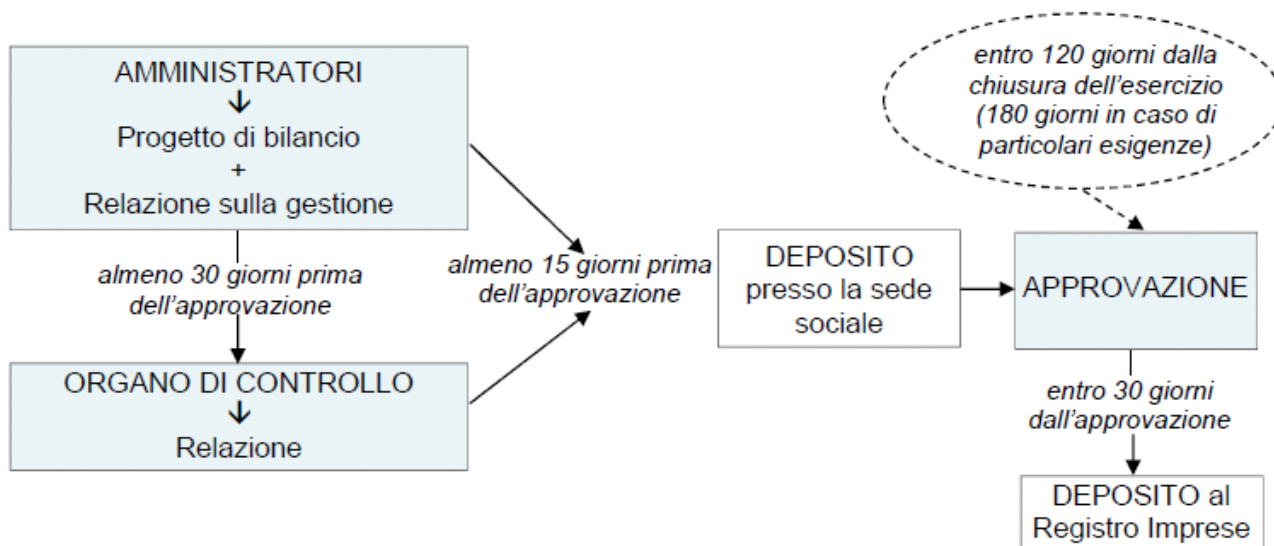 AMMINISTRATORI
↓
Progetto di bilancio
+
Relazione sulla gestione
almeno 30 giorni prima
dell'approvazione
ORGANO DI CONTROLLO
↓
Relazione
almeno 15 giorni prima
dell'approvazione
DEPOSITO
presso la sede
sociale
entro 120 giorni dalla
chiusura dell'esercizio
(180 giorni in caso di
particolari esigenze)
APPROVAZIONE
entro 30 giorni
dall'approvazione
DEPOSITO al
Registro Imprese